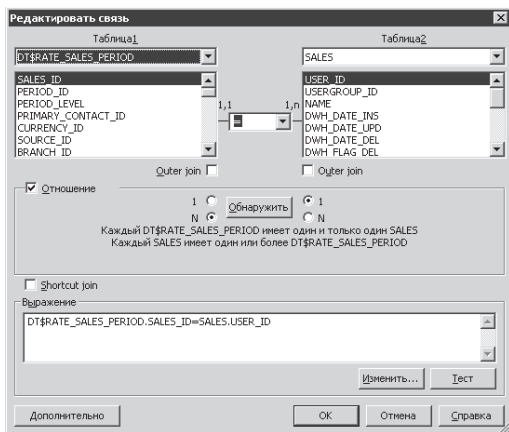 Редактировать связь
Таблица1 Таблица2
DT$RATE_SALES_PERIOD SALES
SALES_ID USER_ID
PERIOD_ID USERGROUP_ID
PERIOD_LEVEL NAME
PRIMARY_CONTACT_ID DWH_DATE_INS
CURRENCY_ID DWH_DATE_UPD
SOURCE_ID DWH_DATE_DEL
BRANCH_ID DWH_FLAG_DEL
1,1 = 1,n
Outer join Outer join
Отношение
1 Обнаружить 1
N N
Каждый DT$RATE_SALES_PERIOD имеет один и только один SALES
Каждый SALES имеет один или более DT$RATE_SALES_PERIOD
Shortcut join
Выражение
DT$RATE_SALES_PERIOD.SALES_ID=SALES.USER_ID
Изменить... Тест
Дополнительно OK Отмена Справка